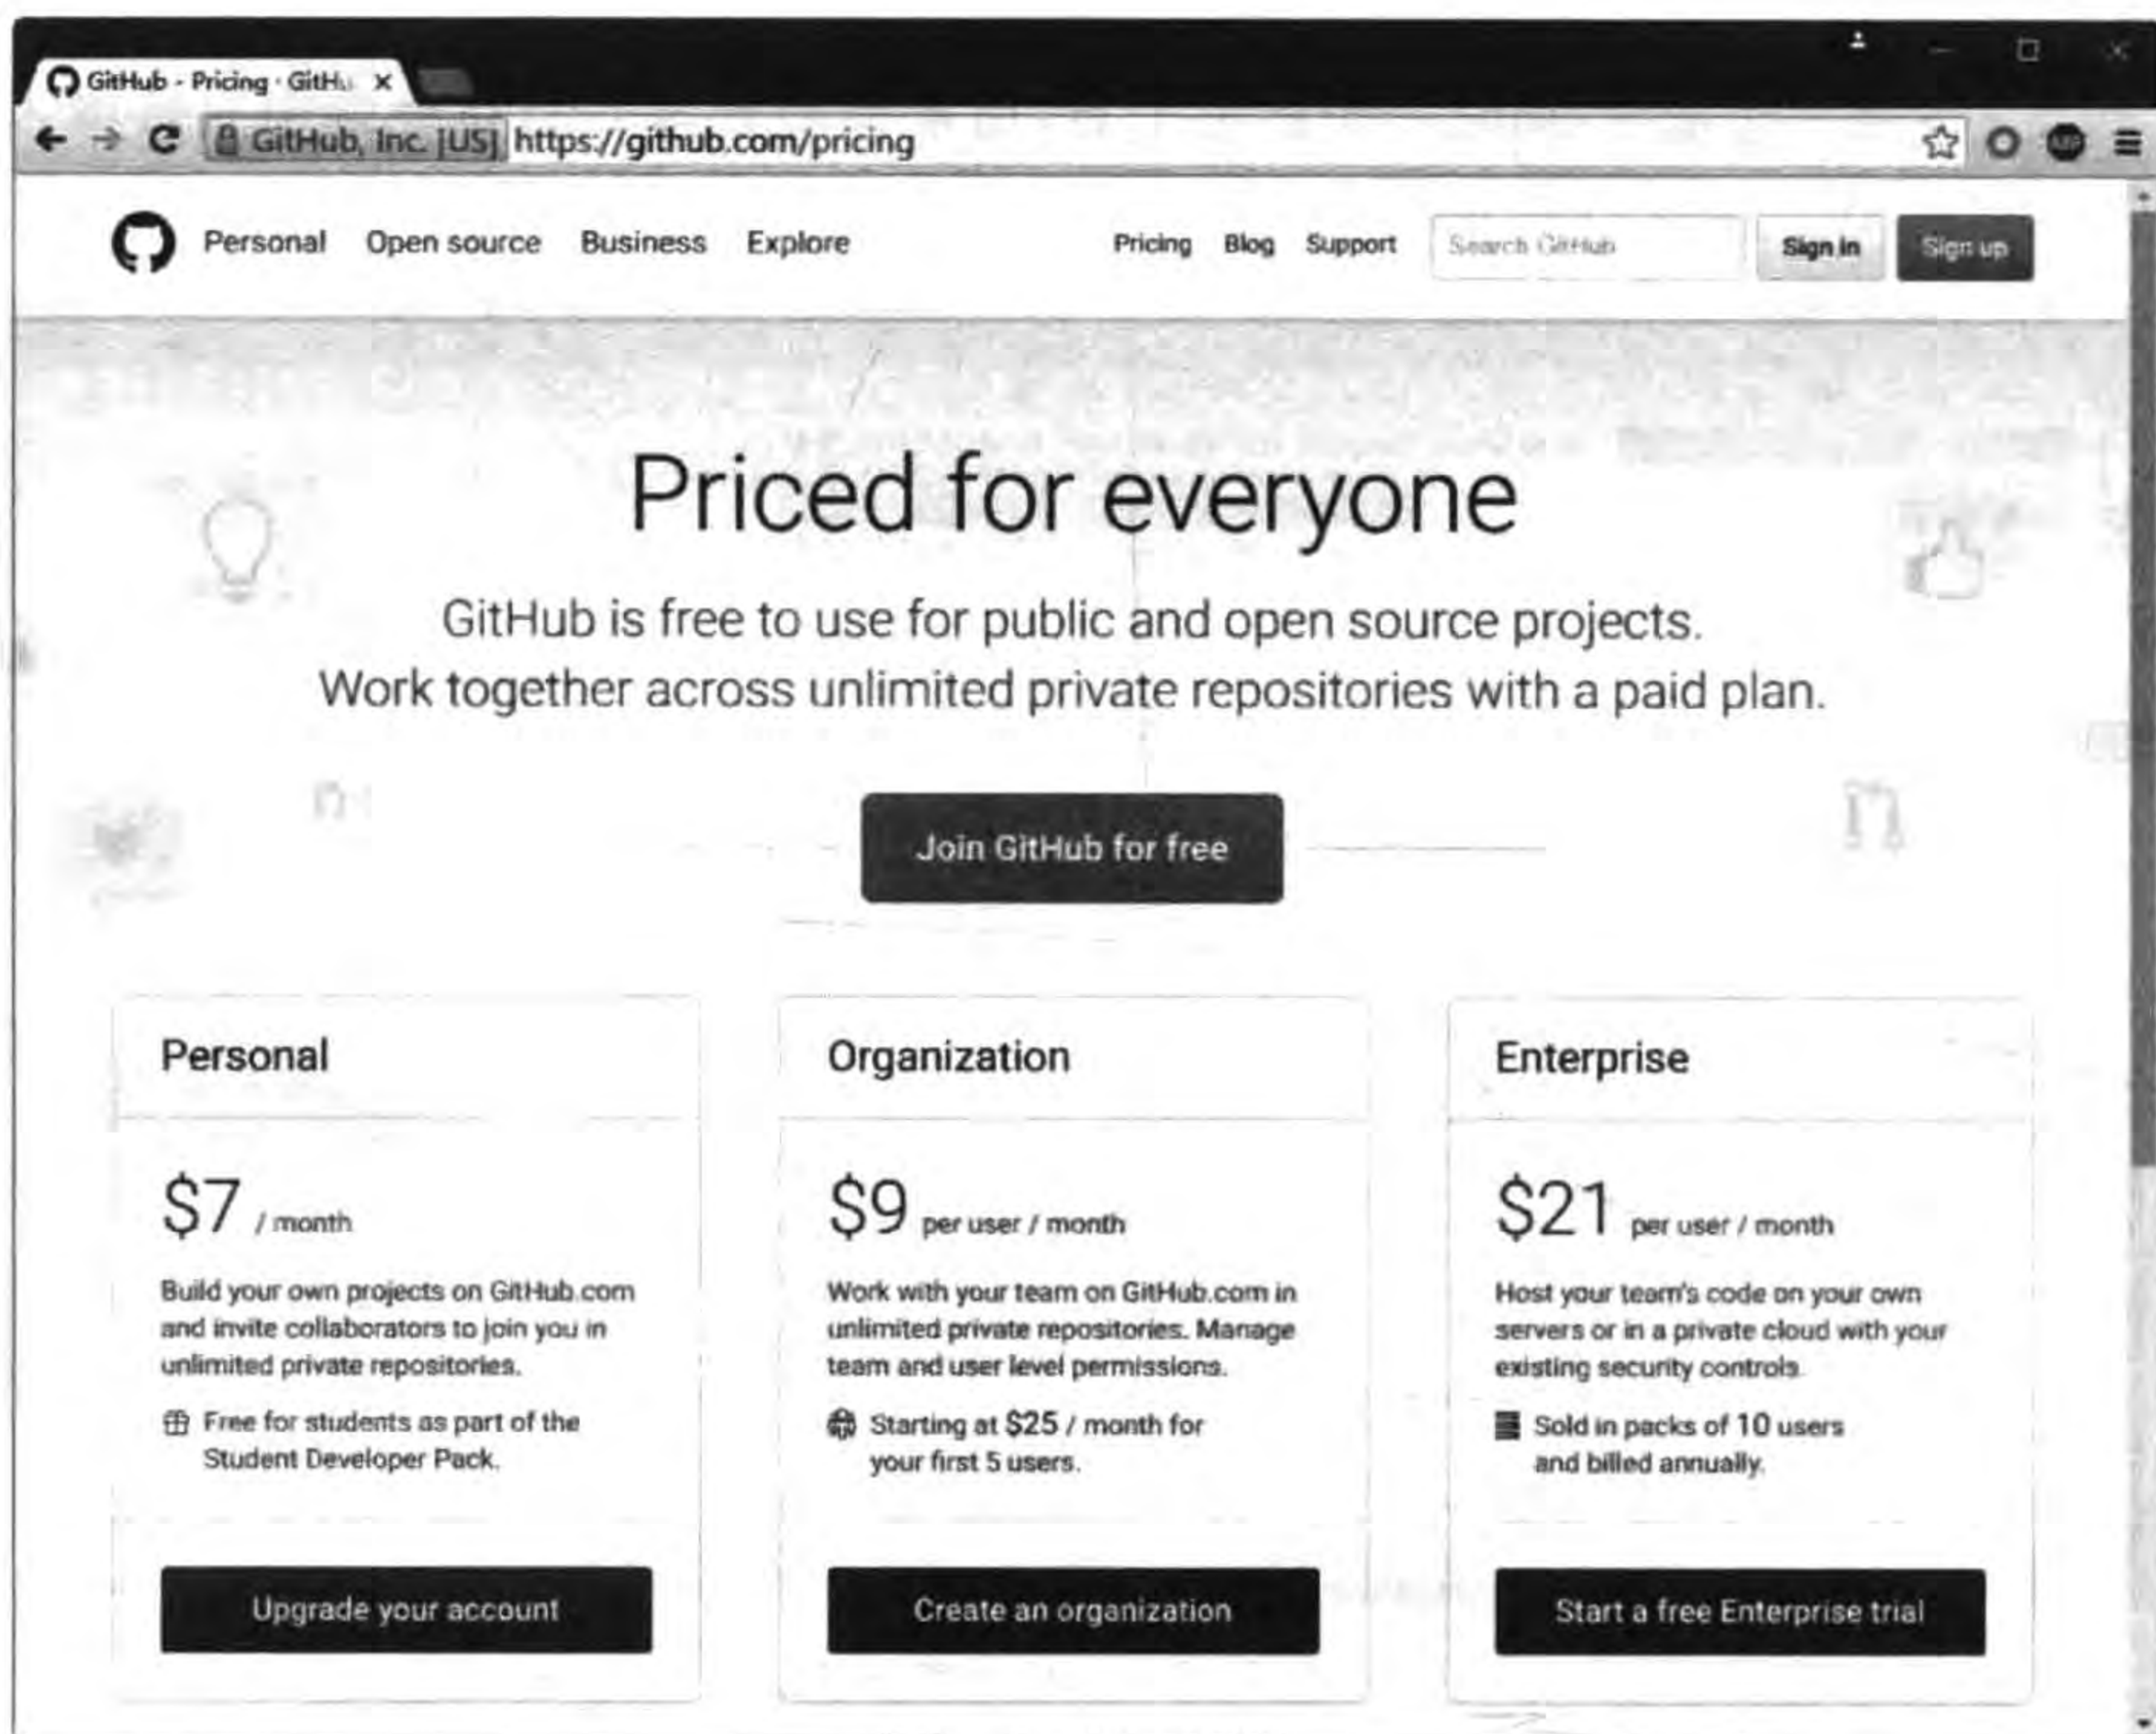 GitHub - Pricing · GitHu
GitHub, Inc. [US] https://github.com/pricing
Personal Open source Business Explore Pricing Blog Support Search GitHub Sign in Sign up
Priced for everyone
GitHub is free to use for public and open source projects.
Work together across unlimited private repositories with a paid plan.
Join GitHub for free
Personal
$7 / month
Build your own projects on GitHub.com
and invite collaborators to join you in
unlimited private repositories.
Free for students as part of the
Student Developer Pack.
Upgrade your account
Organization
$9 per user / month
Work with your team on GitHub.com in
unlimited private repositories. Manage
team and user level permissions.
Starting at $25 / month for
your first 5 users.
Create an organization
Enterprise
$21 per user / month
Host your team's code on your own
servers or in a private cloud with your
existing security controls.
Sold in packs of 10 users
and billed annually.
Start a free Enterprise trial